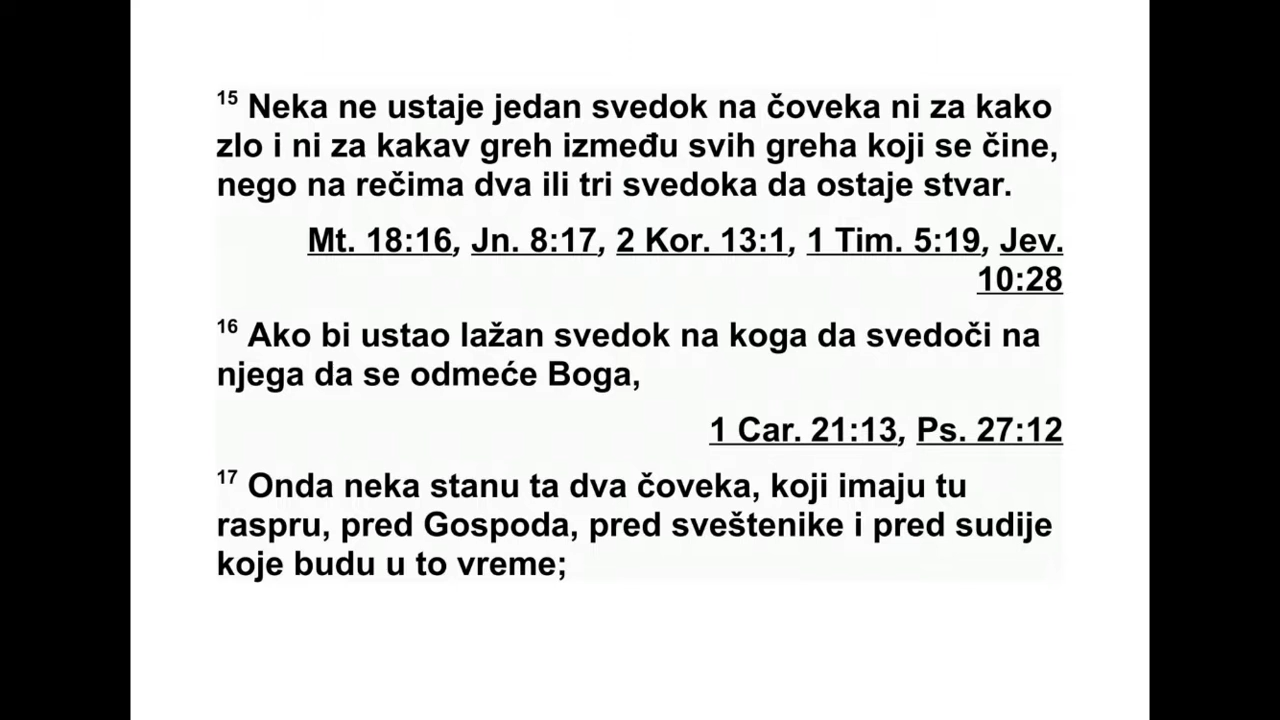 15 Neka ne ustaje jedan svedok na čoveka ni za kako
zlo i ni za kakav greh između svih greha koji se čine,
nego na rečima dva ili tri svedoka da ostaje stvar.
Mt. 18:16, Jn. 8:17, 2 Kor. 13:1, 1 Tim. 5:19, Jev.
10:28
16 Ako bi ustao lažan svedok na koga da svedoči na
njega da se odmeće Boga,
1 Car. 21:13, Ps. 27:12
17 Onda neka stanu ta dva čoveka, koji imaju tu
raspru, pred Gospoda, pred sveštenike i pred sudije
koje budu u to vreme;